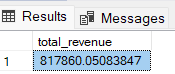 Results Messages
total_revenue
1 817860.05083847